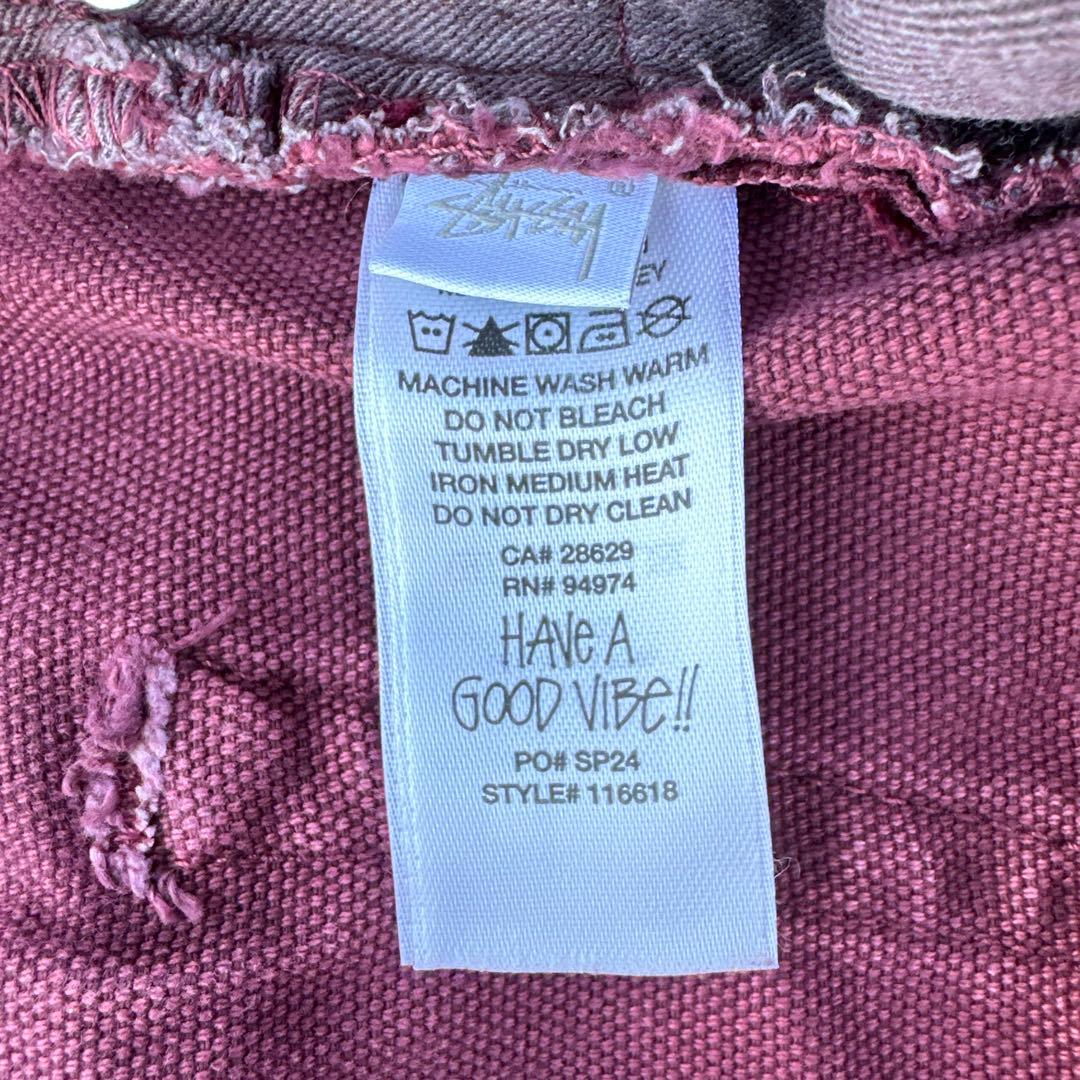 Stüssy
®
MACHINE WASH WARM
DO NOT BLEACH
TUMBLE DRY LOW
IRON MEDIUM HEAT
DO NOT DRY CLEAN
CA# 28629
RN# 94974
HAVe A
GOOD VIBe!!
PO# SP24
STYLE# 116618